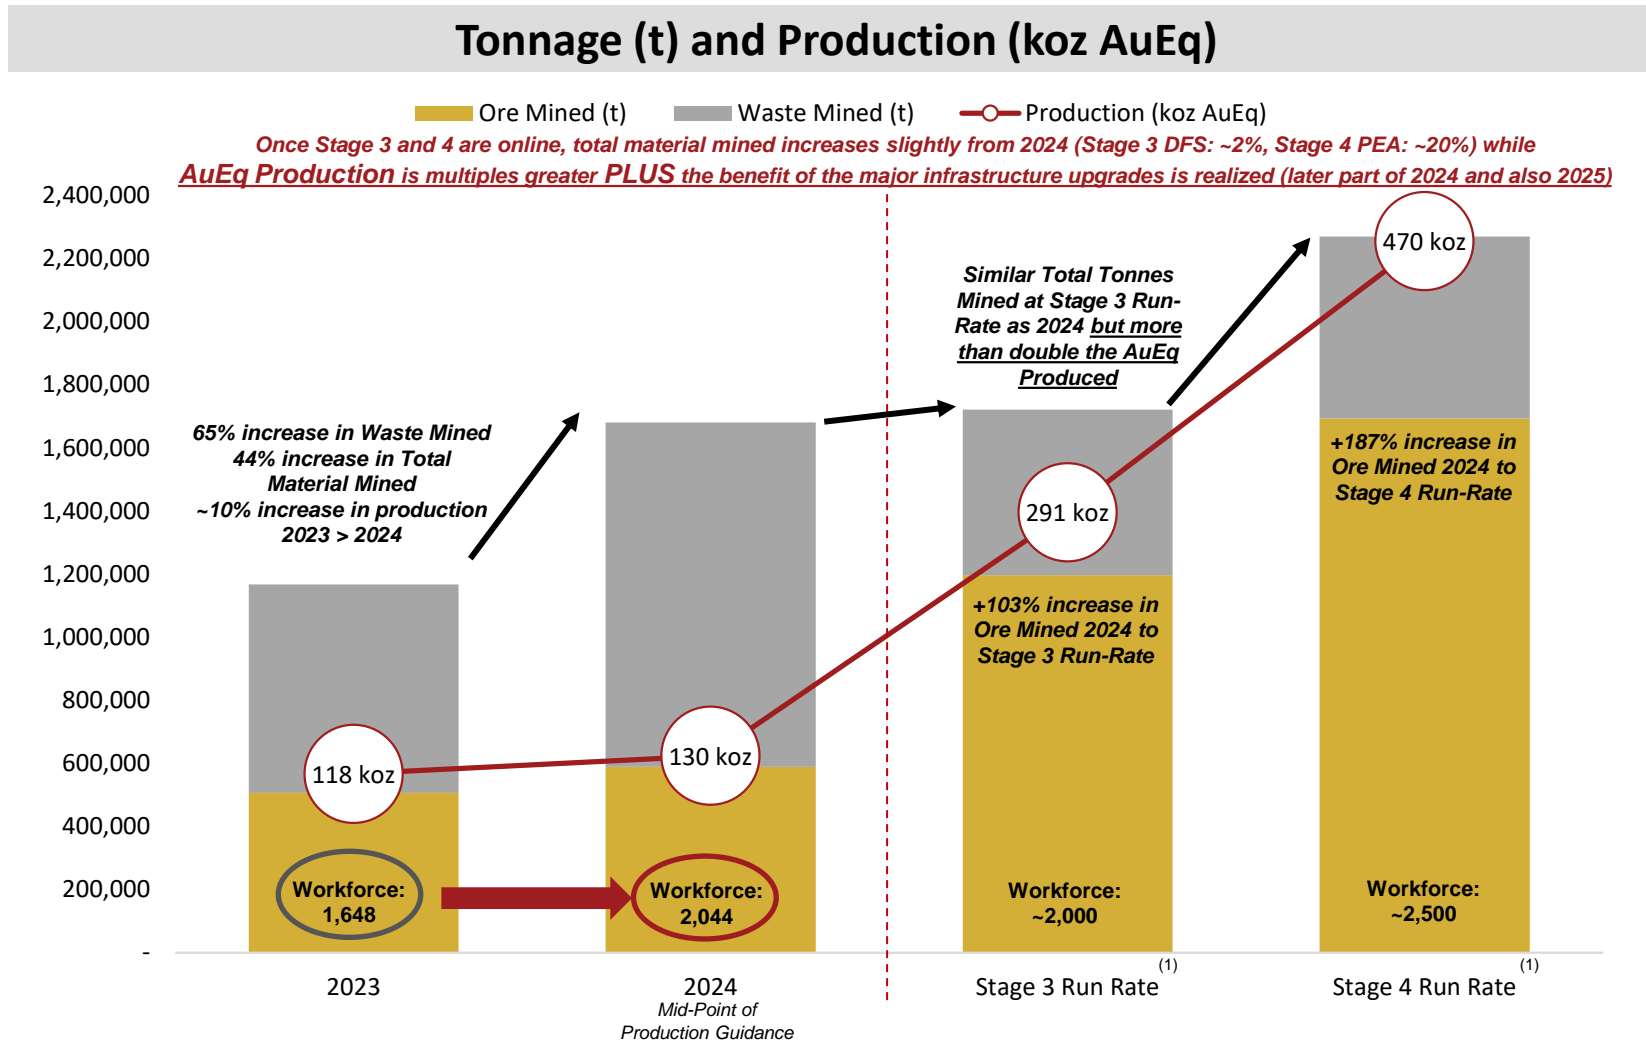 Tonnage (t) and Production (koz AuEq)
Ore Mined (t)
Waste Mined (t)
Production (koz AuEq)
Once Stage 3 and 4 are online, total material mined increases slightly from 2024 (Stage 3 DFS: ~2%, Stage 4 PEA: ~20%) while
AuEq Production is multiples greater PLUS the benefit of the major infrastructure upgrades is realized (later part of 2024 and also 2025)
2,400,000
2,200,000
2,000,000
1,800,000
1,600,000
1,400,000
1,200,000
1,000,000
800,000
600,000
400,000
200,000
-
65% increase in Waste Mined
44% increase in Total
Material Mined
~10% increase in production
2023 > 2024
118 koz
Workforce:
1,648
130 koz
Workforce:
2,044
Similar Total Tonnes
Mined at Stage 3 Run-
Rate as 2024 but more
than double the AuEq
Produced
291 koz
+103% increase in
Ore Mined 2024 to
Stage 3 Run-Rate
Workforce:
~2,000
470 koz
+187% increase in
Ore Mined 2024 to
Stage 4 Run-Rate
Workforce:
~2,500
2023
2024
Mid-Point of
Production Guidance
Stage 3 Run Rate (1)
Stage 4 Run Rate (1)